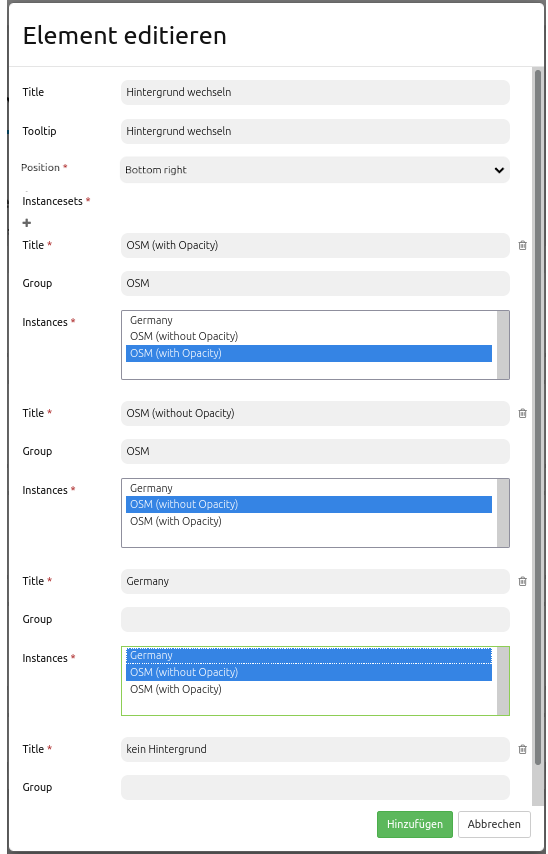 Element editieren
Title Hintergrund wechseln
Tooltip Hintergrund wechseln
Position * Bottom right
Instancesets *
+
Title * OSM (with Opacity)
Group OSM
Instances * Germany
OSM (without Opacity)
OSM (with Opacity)
Title * OSM (without Opacity)
Group OSM
Instances * Germany
OSM (without Opacity)
OSM (with Opacity)
Title * Germany
Group
Instances * Germany
OSM (without Opacity)
OSM (with Opacity)
Title * kein Hintergrund
Group
Hinzufügen Abbrechen